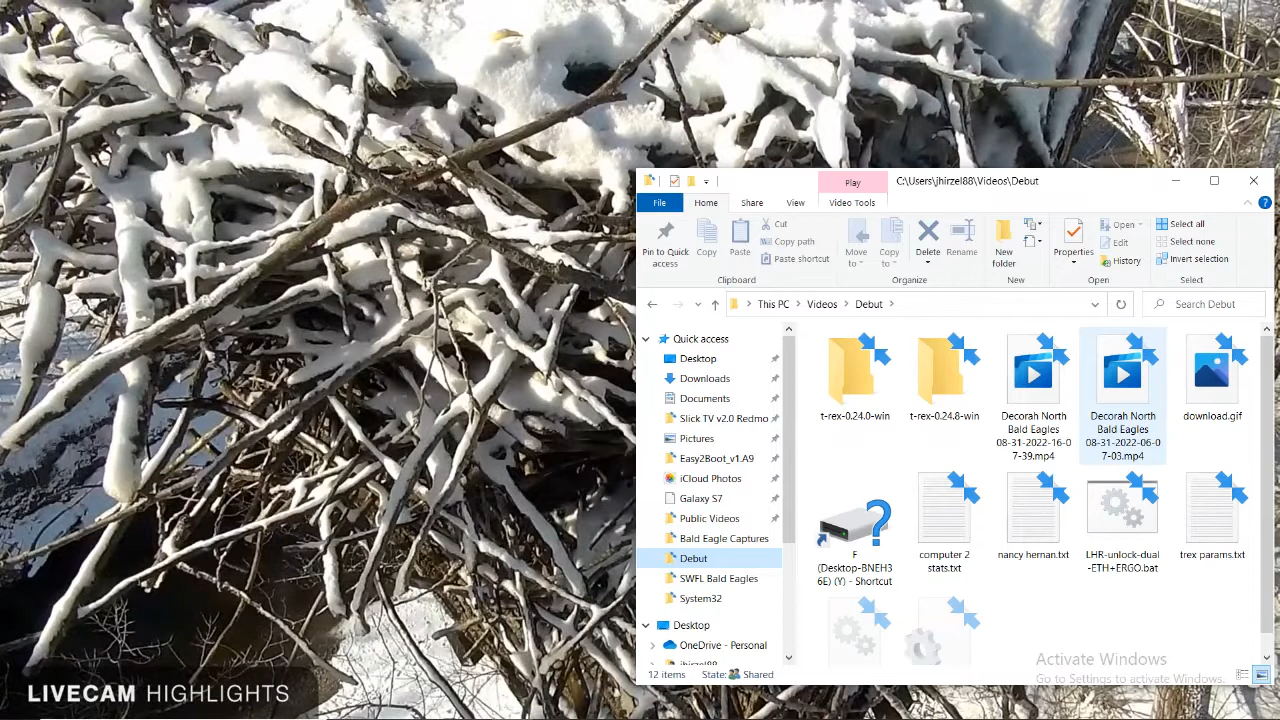 Play
C:\Users\jhirzel88\Videos\Debut
File
Home
Share
View
Video Tools
Pin to Quick
access
Copy
Paste
Cut
Copy path
Paste shortcut
Move
to
Copy
to
Delete
Rename
New
folder
Properties
Open
Edit
History
Select all
Select none
Invert selection
Clipboard
Organize
New
Open
Select
This PC
Videos
Debut
Search Debut
Quick access
Desktop
Downloads
Documents
Slick TV v2.0 Redmo
Pictures
Easy2Boot_v1.A9
iCloud Photos
Galaxy S7
Public Videos
Bald Eagle Captures
Debut
SWFL Bald Eagles
System32
Desktop
OneDrive - Personal
jhirzel88
t-rex-0.24.0-win
t-rex-0.24.8-win
Decorah North
Bald Eagles
08-31-2022-16-0
7-39.mp4
Decorah North
Bald Eagles
08-31-2022-06-0
7-03.mp4
download.gif
F
(Desktop-BNEH3
6E) (Y) - Shortcut
computer 2
stats.txt
nancy hernan.txt
LHR-unlock-dual
-ETH+ERGO.bat
trex params.txt
12 items
State:
Shared
Activate Windows
Go to Settings to activate Windows.
LIVECAM HIGHLIGHTS